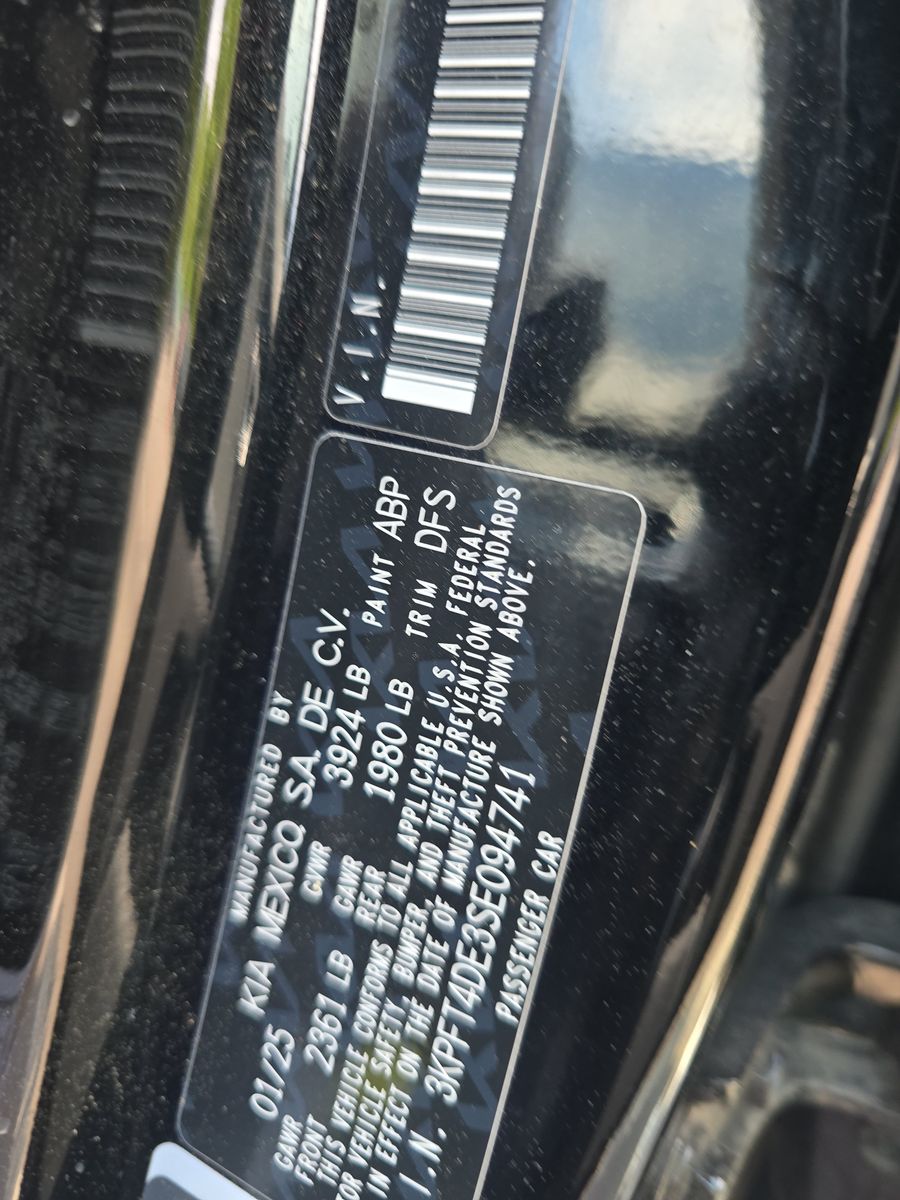 V.I.N.
MANUFACTURED BY
KIA MEXICO, S.A. DE C.V.
01/25 GVWR 3924 LB PAINT ABP
GAWR FRONT 2361 LB GAWR REAR 1980 LB TRIM DFS
THIS VEHICLE CONFORMS TO ALL APPLICABLE U.S.A. FEDERAL
OR VEHICLE SAFETY, BUMPER, AND THEFT PREVENTION STANDARDS
IN EFFECT ON THE DATE OF MANUFACTURE SHOWN ABOVE.
.I.N. 3KPFT4DE3SE094741
PASSENGER CAR